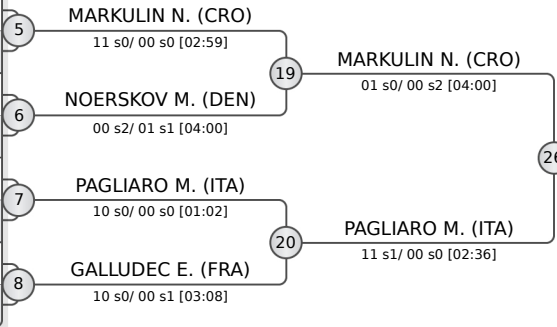 5
MARKULIN N. (CRO)
11 s0/ 00 s0 [02:59]
19
MARKULIN N. (CRO)
01 s0/ 00 s2 [04:00]
6
NOERSKOV M. (DEN)
00 s2/ 01 s1 [04:00]
26
7
PAGLIARO M. (ITA)
10 s0/ 00 s0 [01:02]
20
PAGLIARO M. (ITA)
11 s1/ 00 s0 [02:36]
8
GALLUDEC E. (FRA)
10 s0/ 00 s1 [03:08]